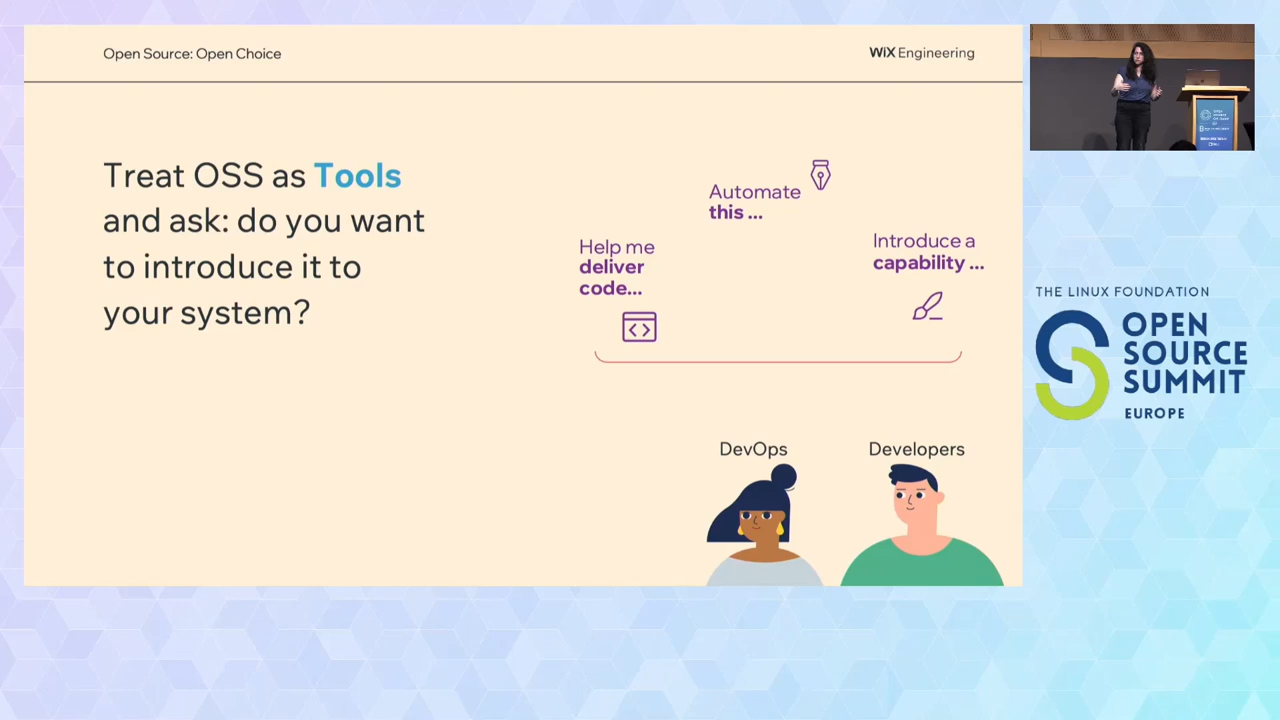 Open Source: Open Choice
WiX Engineering
Treat OSS as Tools
and ask: do you want
to introduce it to
your system?
Automate
this ...
Help me
deliver
code...
Introduce a
capability ...
DevOps
Developers
THE LINUX FOUNDATION
OPEN
SOURCE
SUMMIT
EUROPE